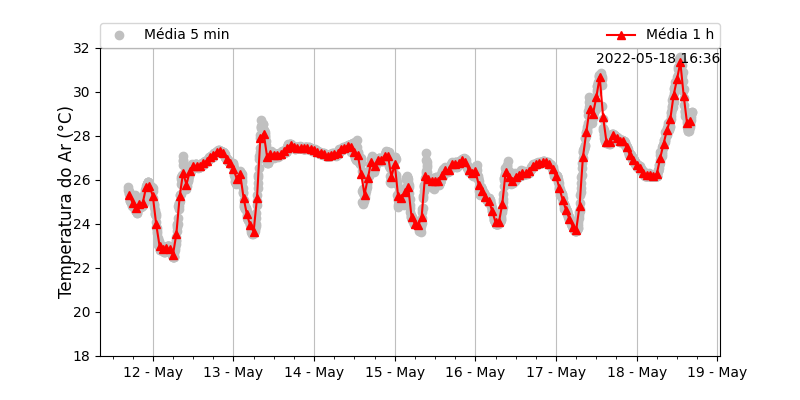 Média 5 min
Média 1 h
2022-05-18 16:36
Temperatura do Ar (°C)
32
30
28
26
24
22
20
18
12 - May
13 - May
14 - May
15 - May
16 - May
17 - May
18 - May
19 - May